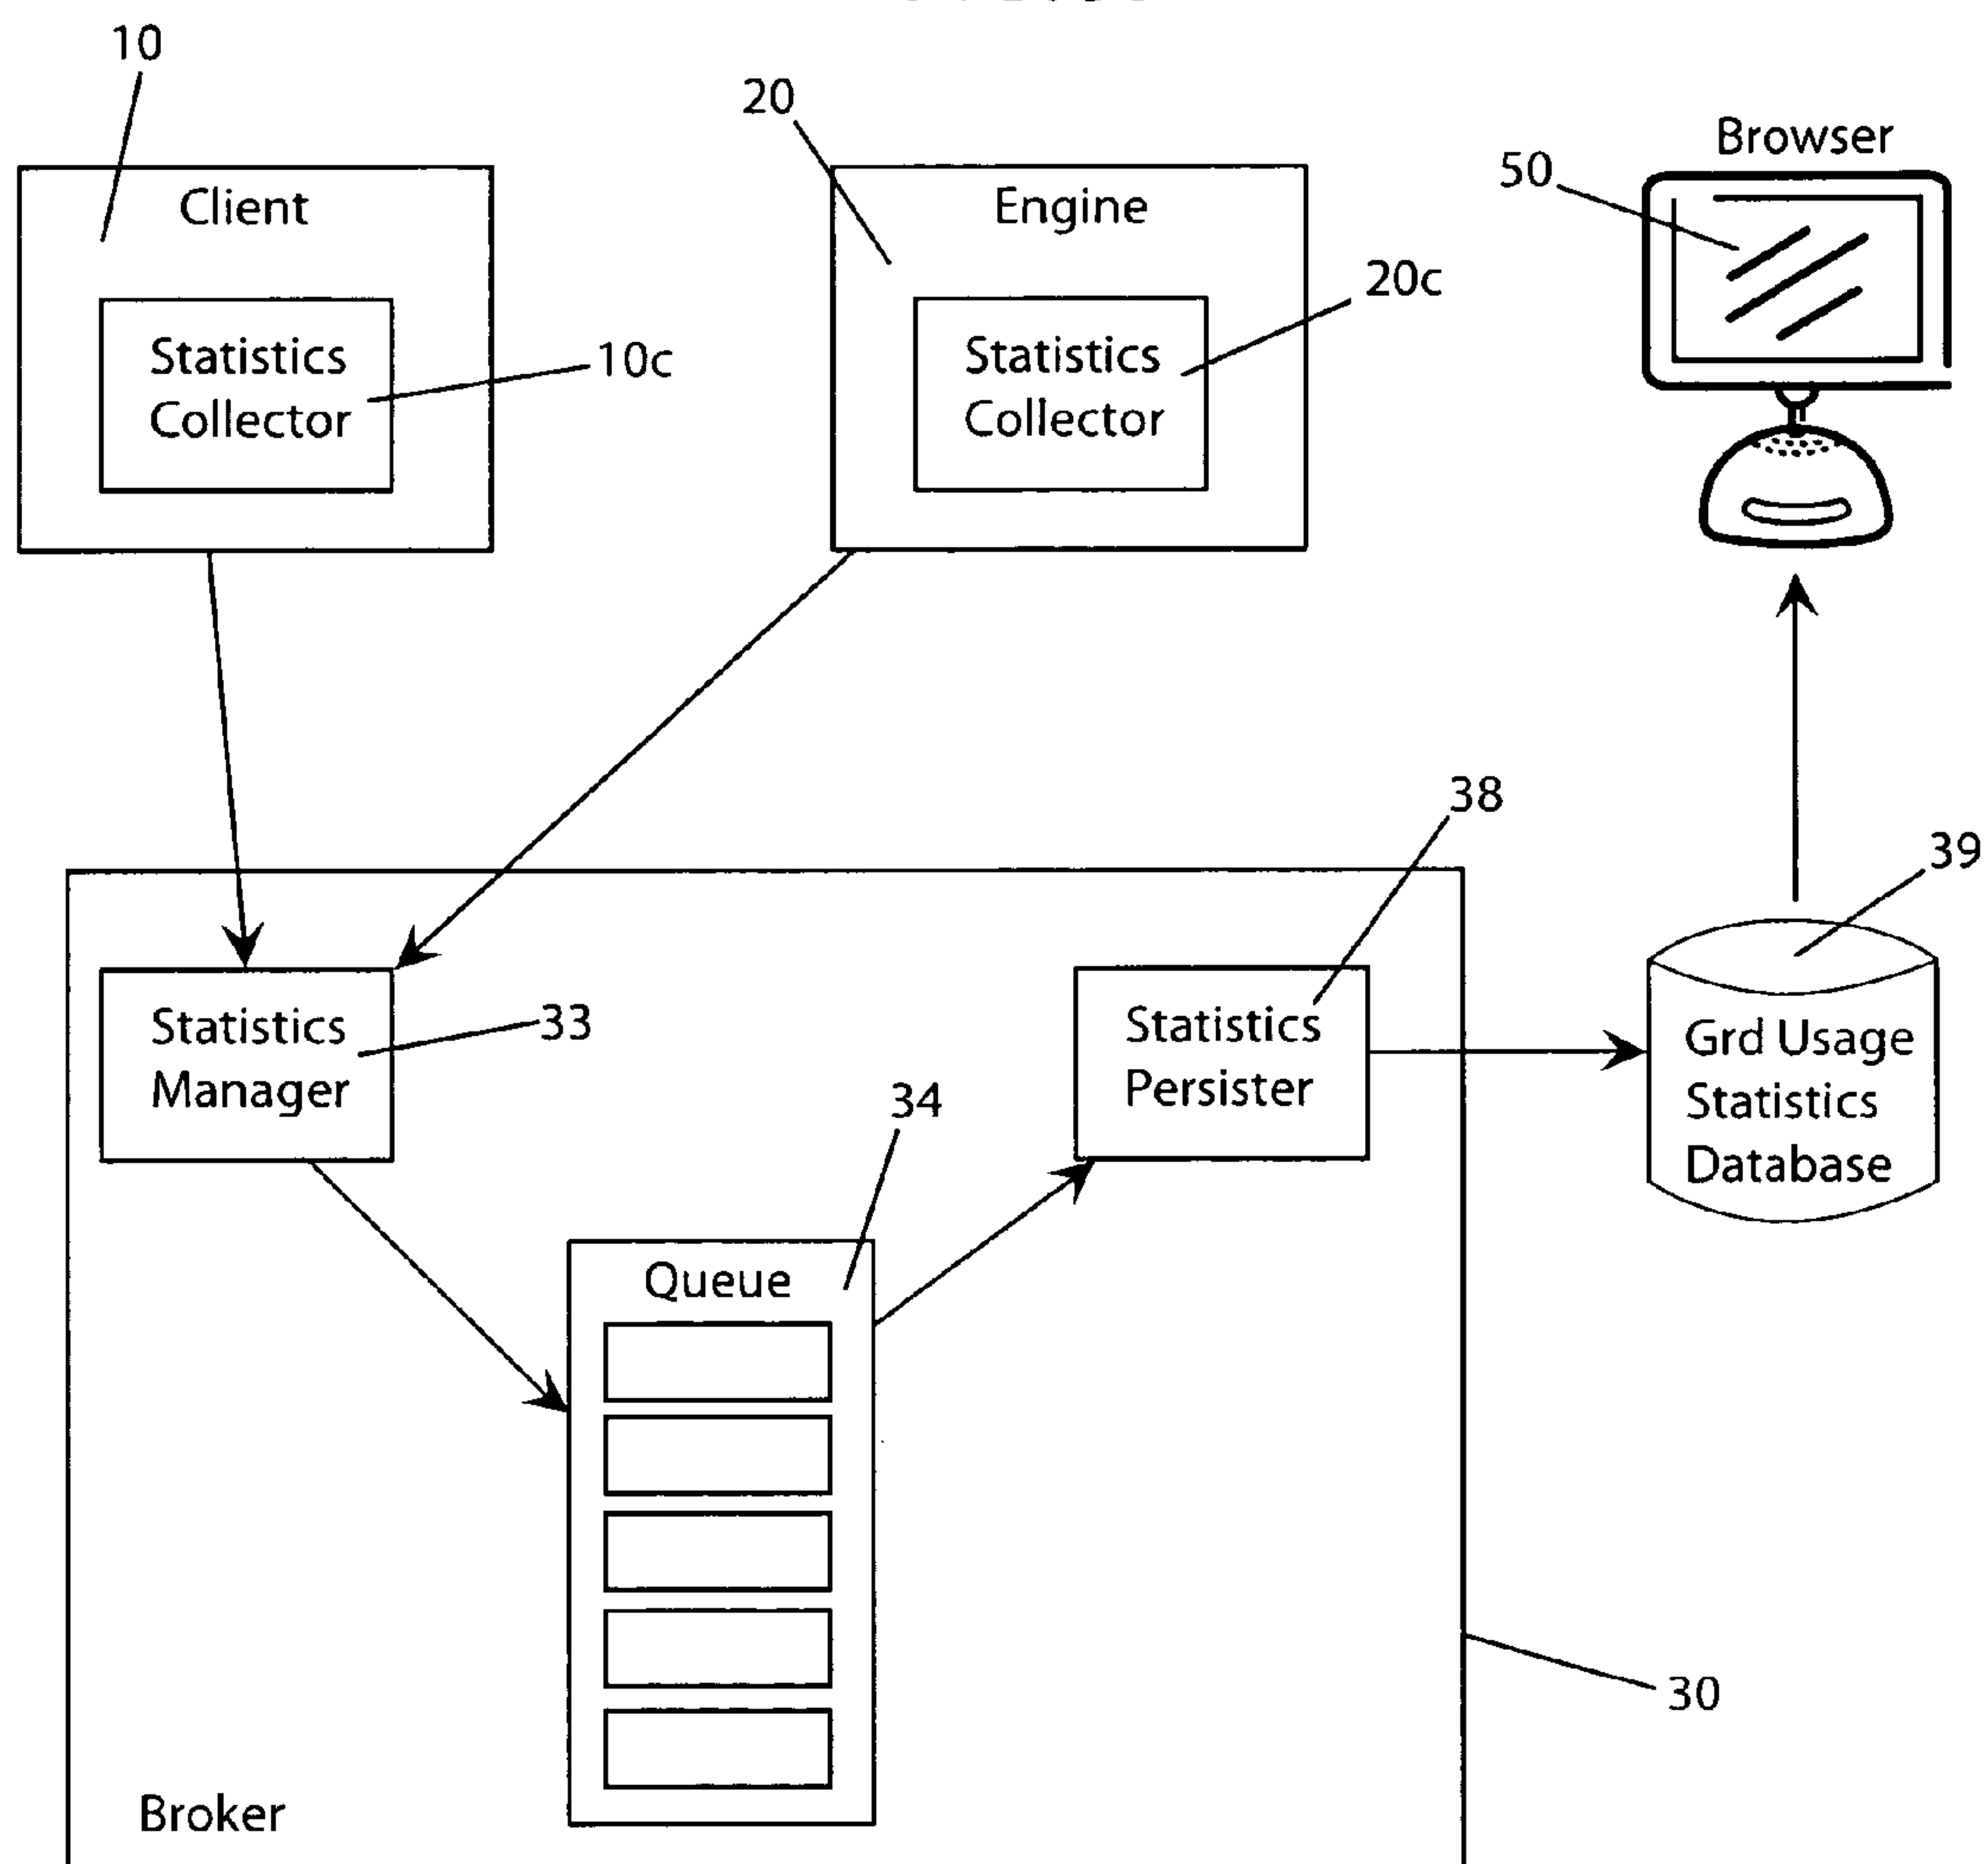 10
20
Browser
50
Client
Engine
20c
Statistics
Collector
10c
Statistics
Collector
38
39
Statistics
Manager
33
Statistics
Persister
Grd Usage
Statistics
Database
34
Queue
30
Broker